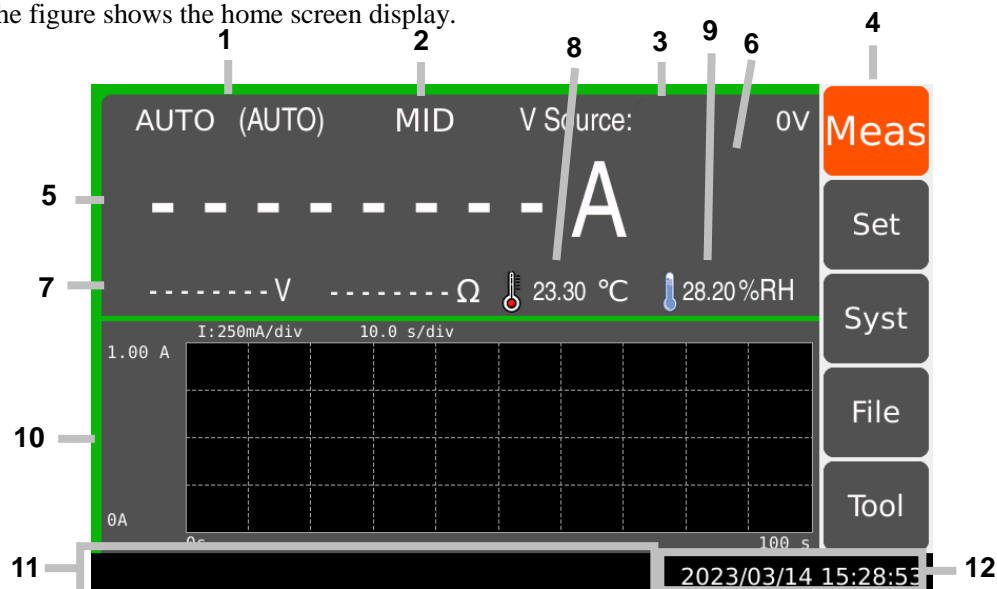 he figure shows the home screen display.
1 2 8 3 9 6 4
AUTO (AUTO) MID V Source: 0V Meas
5 - - - - - - - - A Set
7 --------V --------Ω 23.30 °C 28.20%RH
Syst
I:250mA/div 10.0 s/div
1.00 A
File
10
Tool
0A
0s 100 s
11 2023/03/14 15:28:53 12